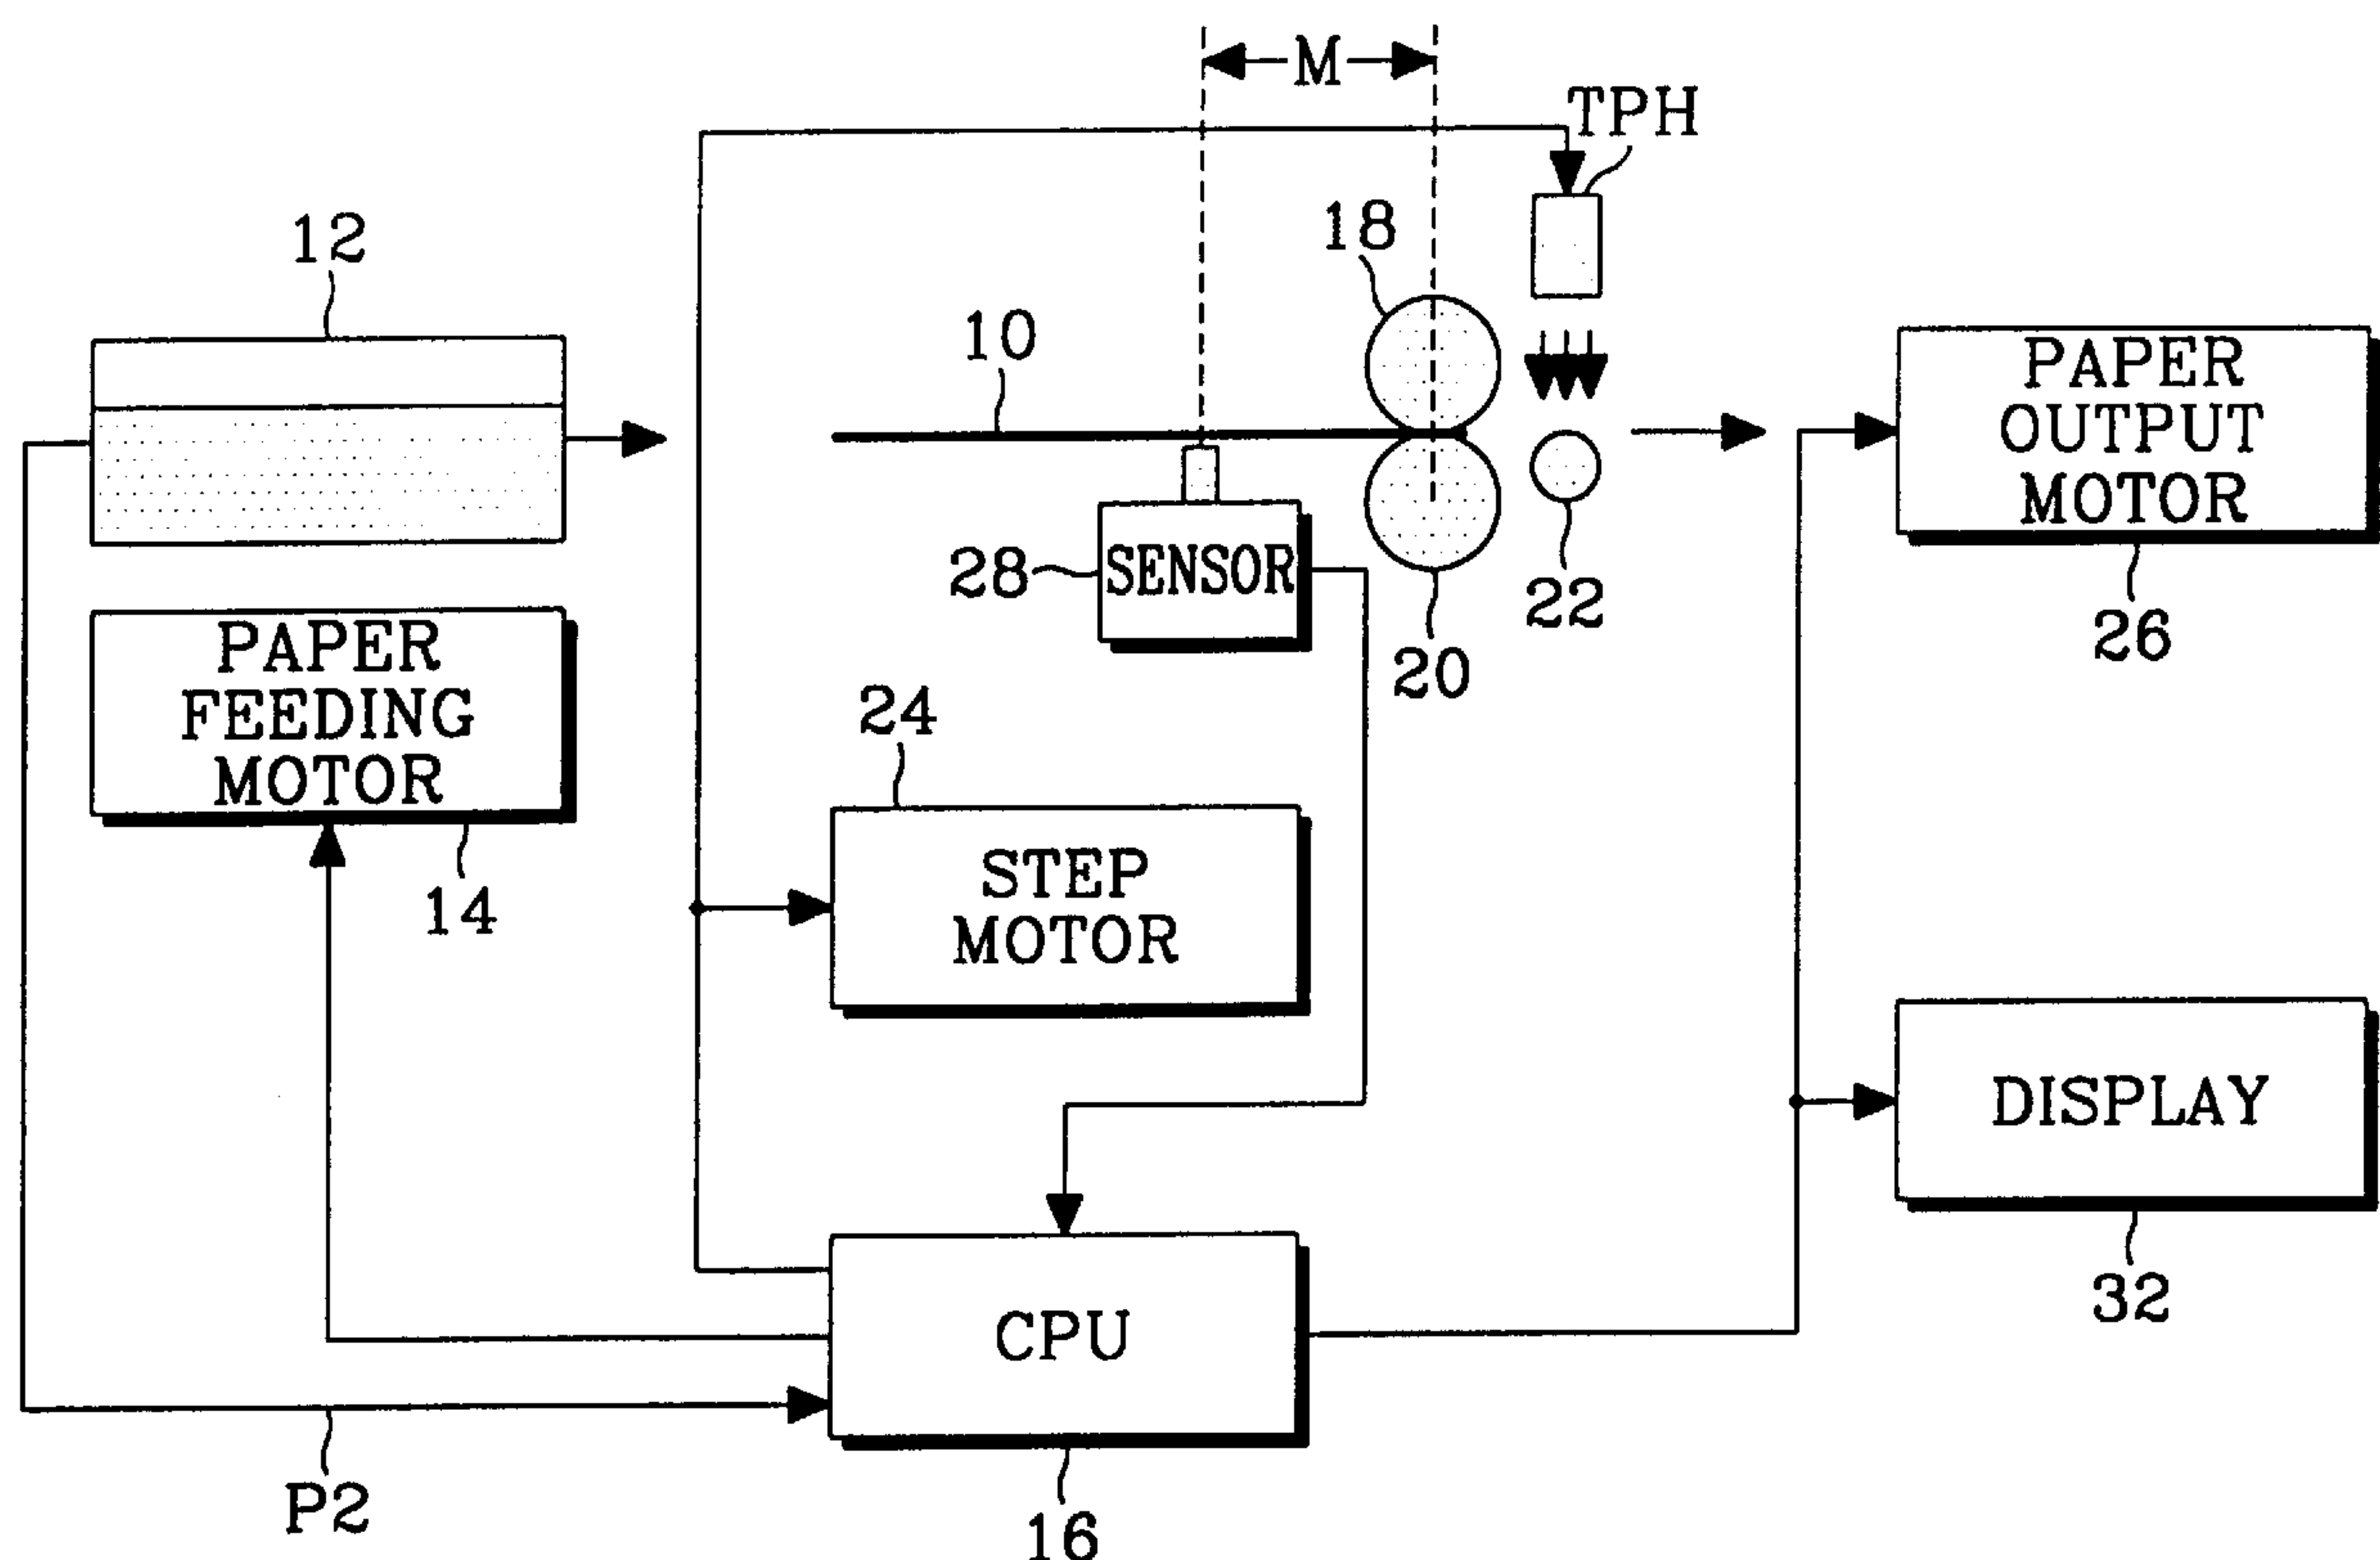 M
TPH
12
18
10
PAPER
OUTPUT
MOTOR
28
SENSOR
22
26
20
PAPER
FEEDING
MOTOR
24
14
STEP
MOTOR
DISPLAY
32
CPU
P2
16